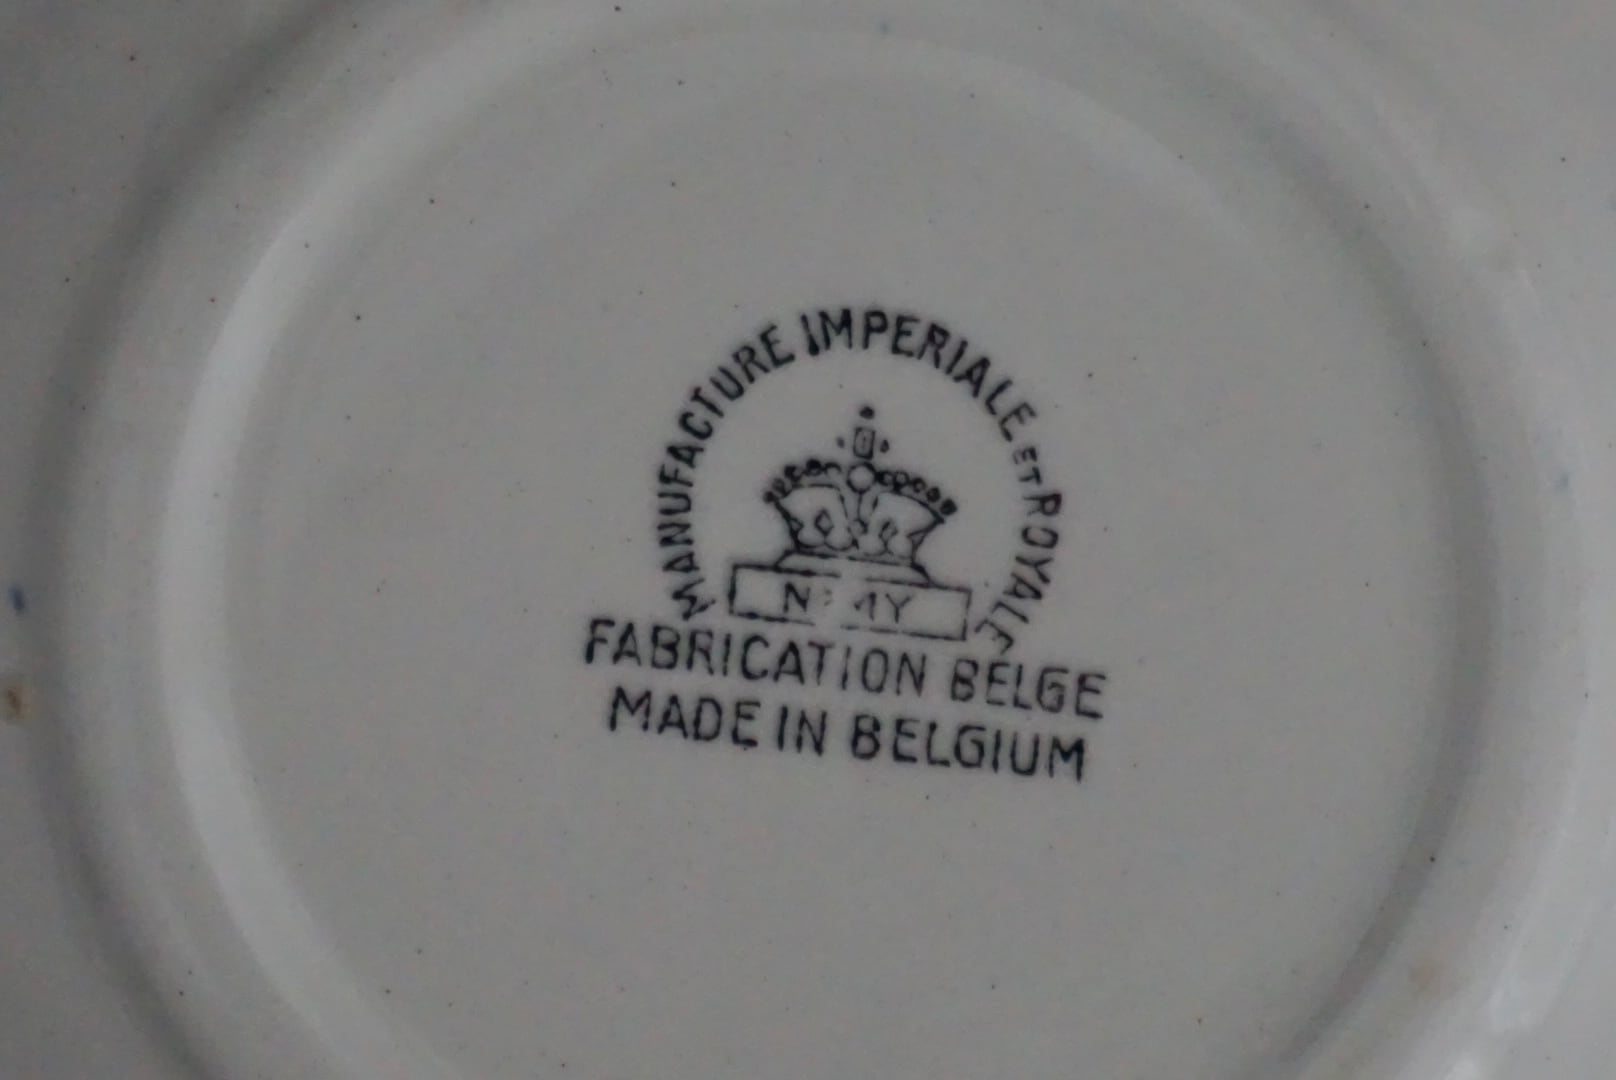 MANUFACTURE IMPERIALE ET ROYALE
FABRICATION BELGE
MADE IN BELGIUM